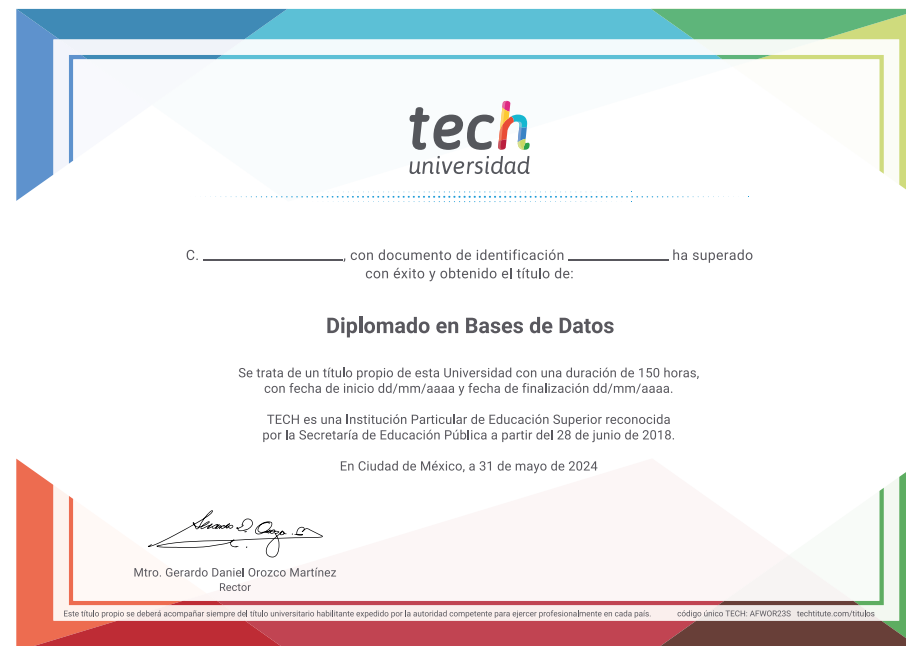 tech
universidad
C. ____________, con documento de identificación ____________ ha superado
con éxito y obtenido el título de:
Diplomado en Bases de Datos
Se trata de un título propio de esta Universidad con una duración de 150 horas,
con fecha de inicio dd/mm/aaaa y fecha de finalización dd/mm/aaaa.
TECH es una Institución Particular de Educación Superior reconocida
por la Secretaría de Educación Pública a partir del 28 de junio de 2018.
En Ciudad de México, a 31 de mayo de 2024
Mtro. Gerardo Daniel Orozco Martínez
Rector
Este título propio se deberá acompañar siempre del título universitario habilitante expedido por la autoridad competente para ejercer profesionalmente en cada país. código único TECH: AFWOR23S techtitute.com/titulos